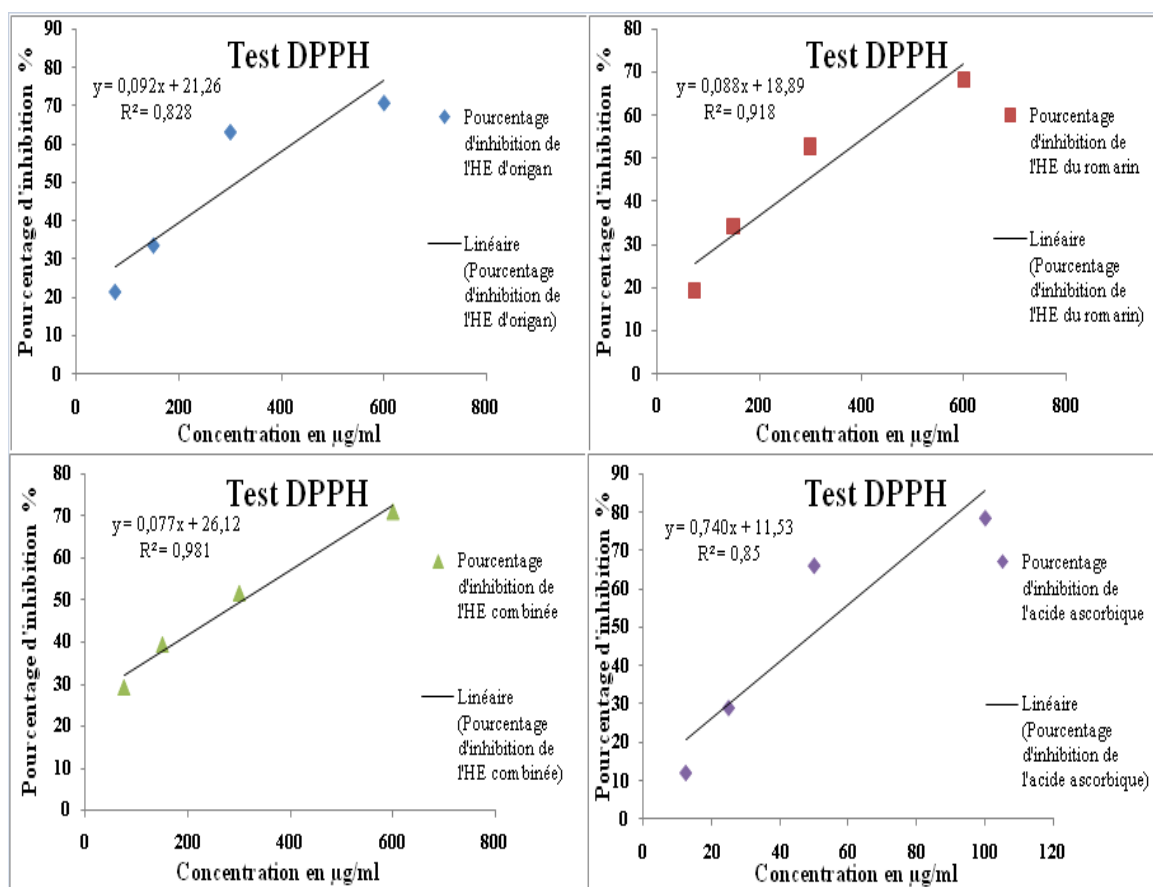 Test DPPH
y = 0,092x + 21,26
R² = 0,828
Pourcentage d'inhibition %
90
80
70
60
50
40
30
20
10
0
0 200 400 600 800
Concentration en µg/ml
Pourcentage
d'inhibition de
l'HE d'origan
Linéaire
(Pourcentage
d'inhibition de
l'HE d'origan)
Test DPPH
y = 0,088x + 18,89
R² = 0,918
Pourcentage d'inhibition %
80
70
60
50
40
30
20
10
0
0 200 400 600 800
Concentration en µg/ml
Pourcentage
d'inhibition de
l'HE du romarin
Linéaire
(Pourcentage
d'inhibition de
l'HE du romarin)
Test DPPH
y = 0,077x + 26,12
R² = 0,981
Pourcentage d'inhibition %
80
70
60
50
40
30
20
10
0
0 200 400 600 800
Concentration en µg/ml
Pourcentage
d'inhibition de
l'HE combinée
Linéaire
(Pourcentage
d'inhibition de
l'HE combinée)
Test DPPH
y = 0,740x + 11,53
R² = 0,85
Pourcentage d'inhibition %
90
80
70
60
50
40
30
20
10
0
0 20 40 60 80 100 120
Concentration en µg/ml
Pourcentage
d'inhibition de
l'acide ascorbique
Linéaire
(Pourcentage
d'inhibition de
l'acide ascorbique)